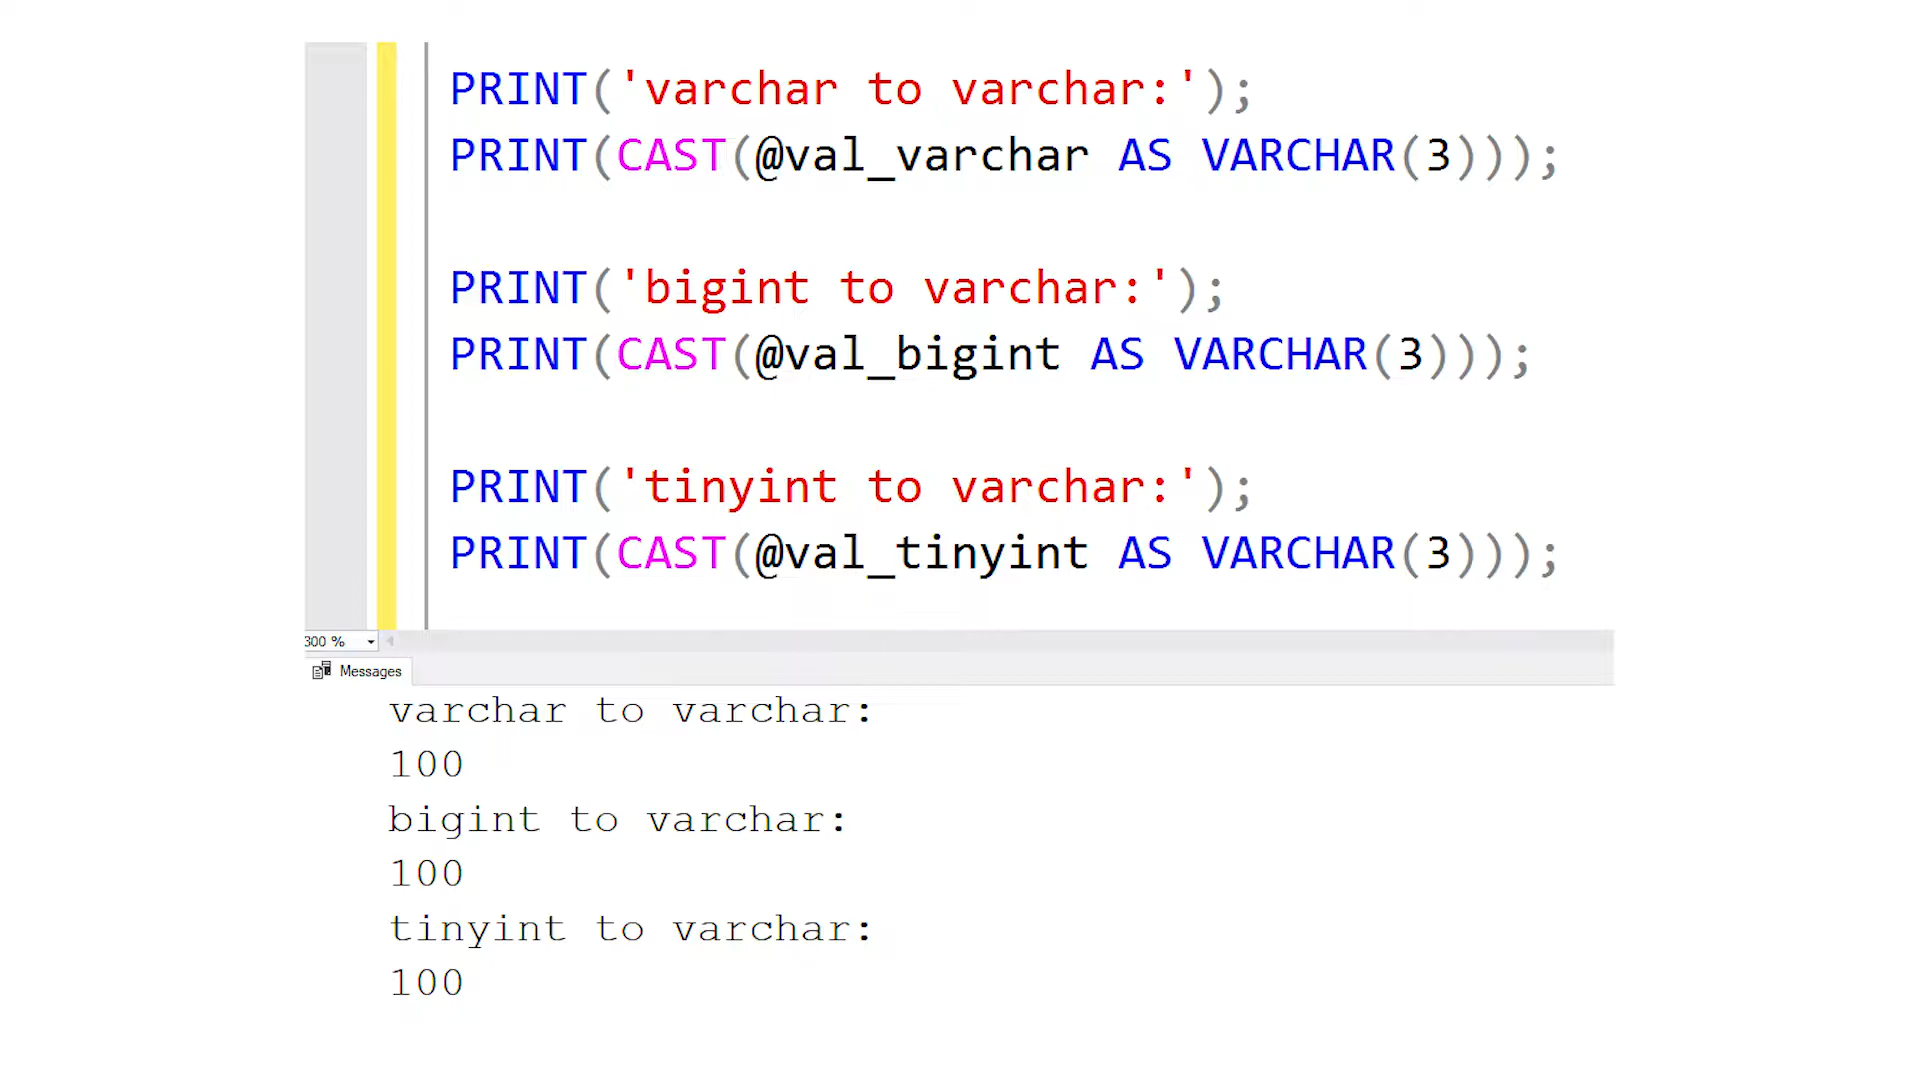 PRINT('varchar to varchar:');
PRINT(CAST(@val_varchar AS VARCHAR(3)));
PRINT('bigint to varchar:');
PRINT(CAST(@val_bigint AS VARCHAR(3)));
PRINT('tinyint to varchar:');
PRINT(CAST(@val_tinyint AS VARCHAR(3)));
300 %
Messages
varchar to varchar:
100
bigint to varchar:
100
tinyint to varchar:
100